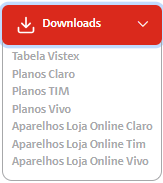 Downloads
Tabela Vistex
Planos Claro
Planos TIM
Planos Vivo
Aparelhos Loja Online Claro
Aparelhos Loja Online Tim
Aparelhos Loja Online Vivo